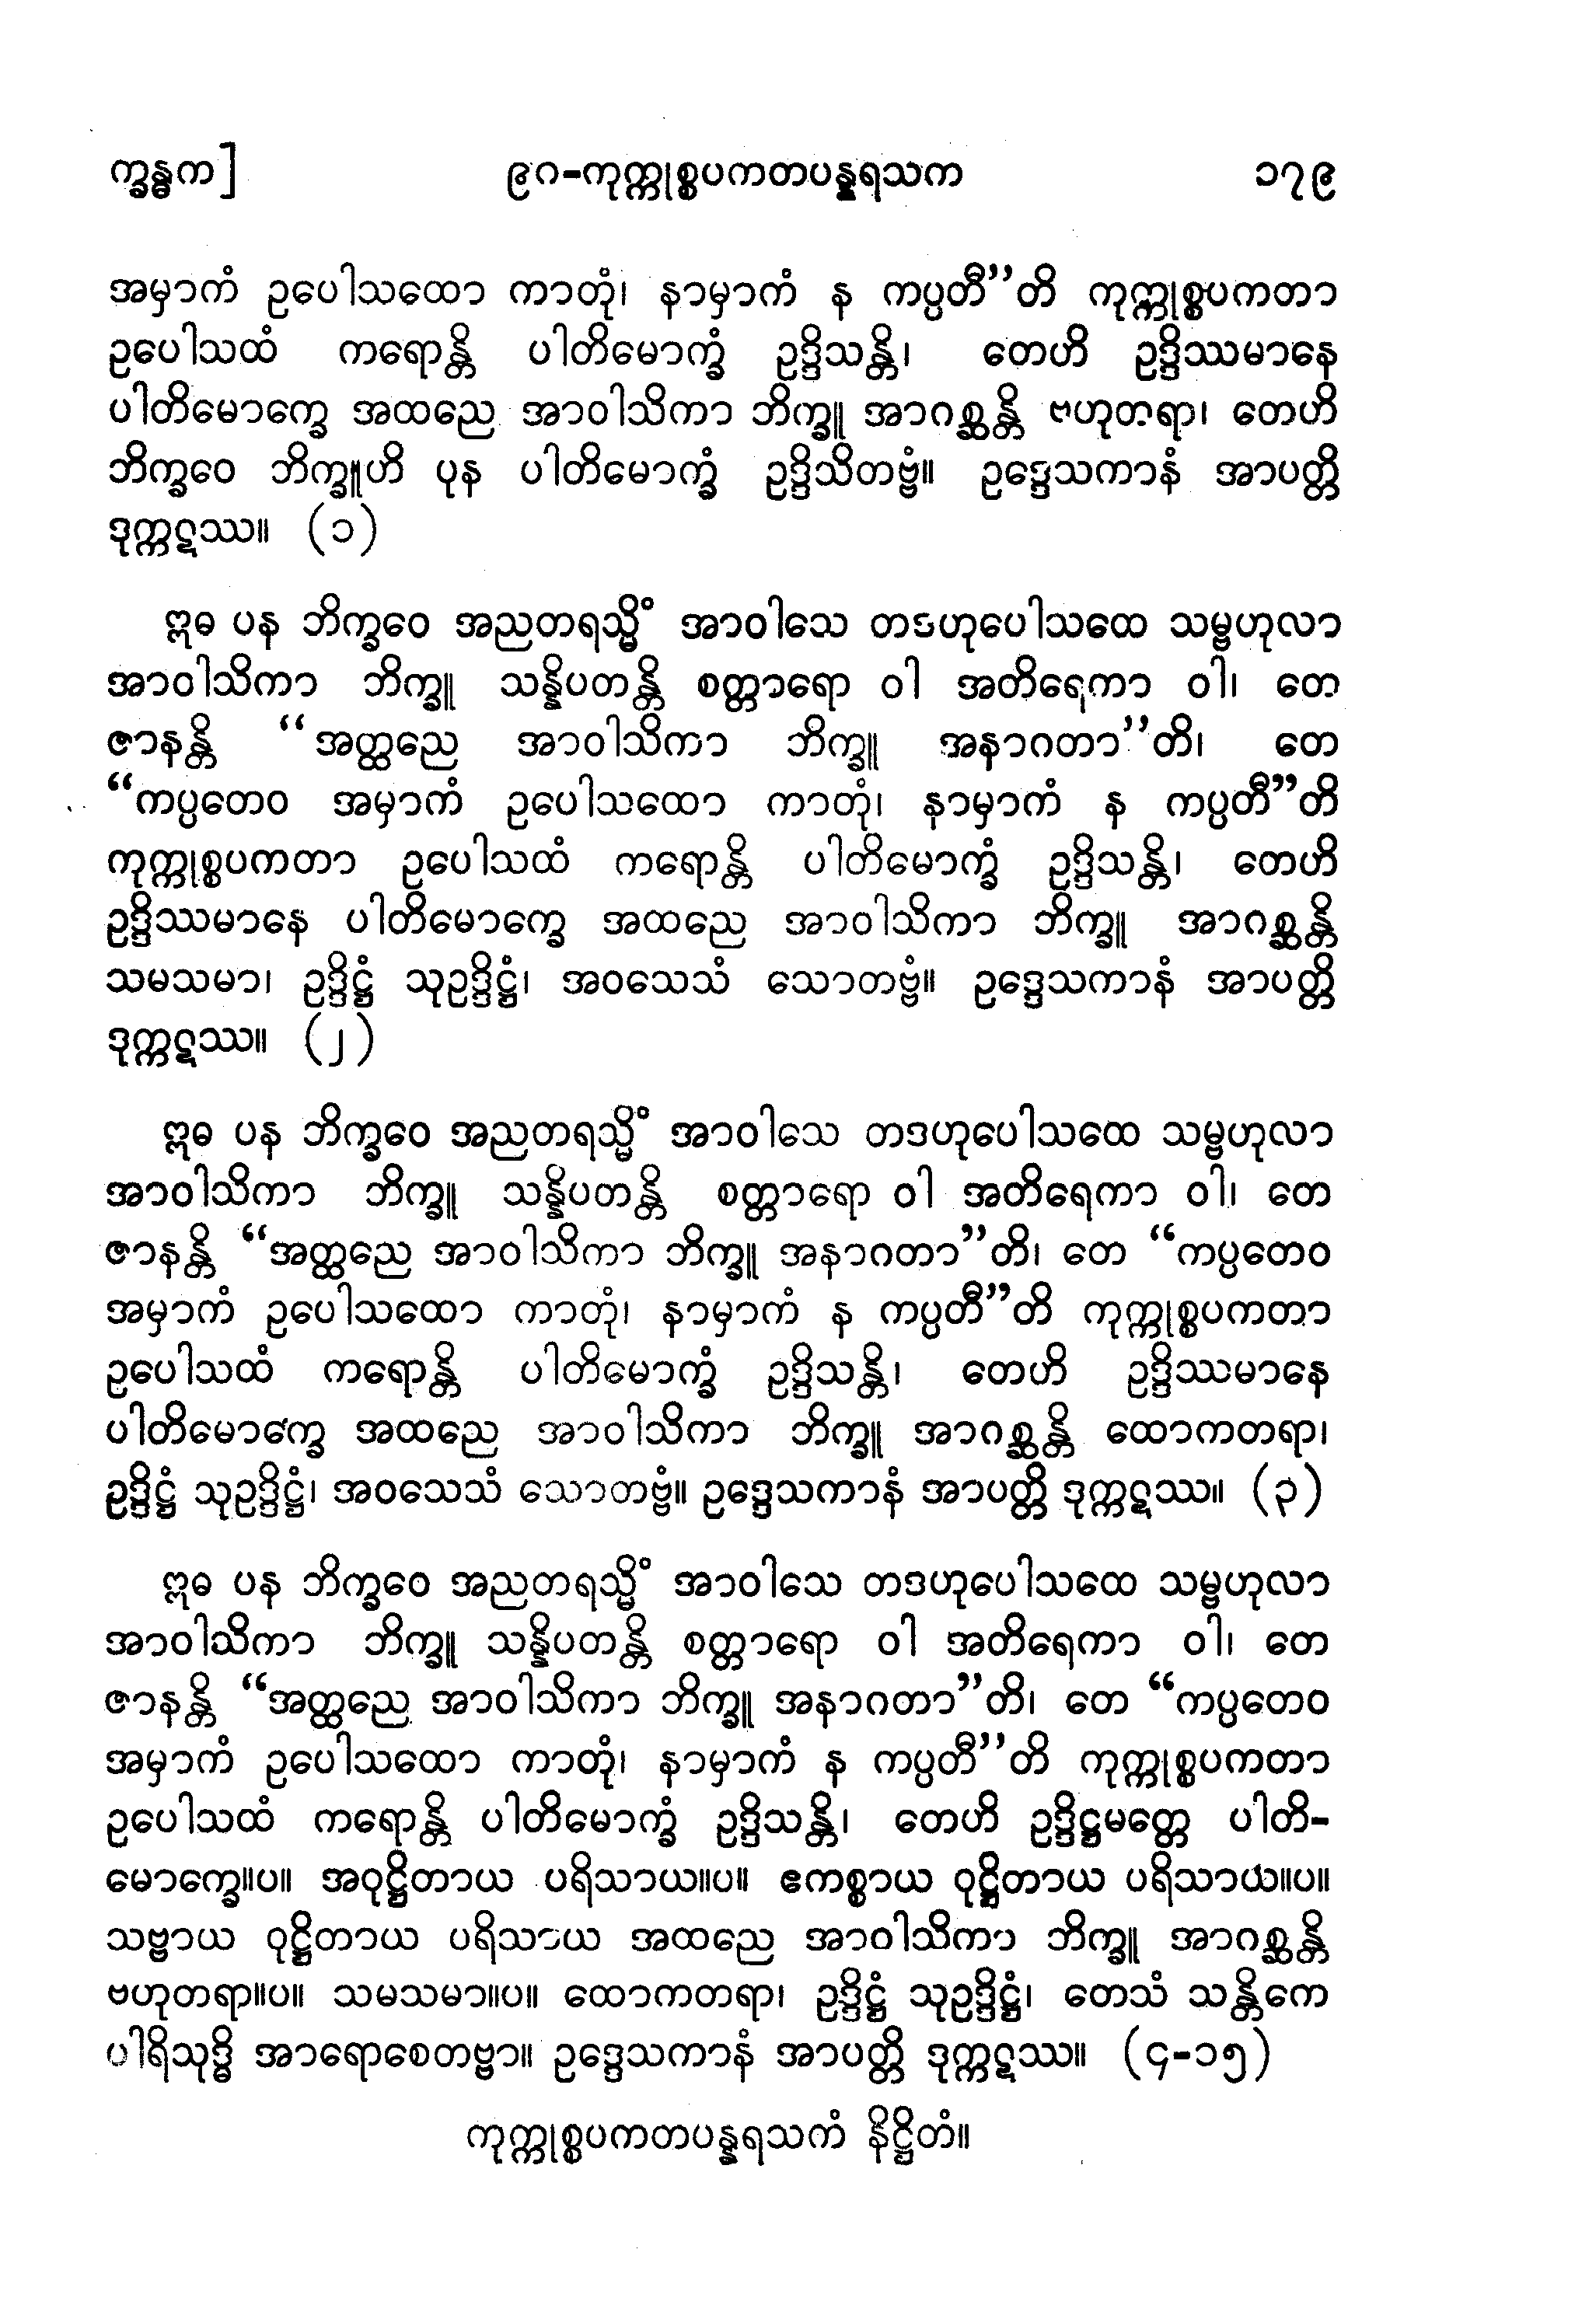 က္ခန္ဓက]
၉၈-ကုက္ကုစ္စပကတပန္နရသက
၁၇၉
အမှာကံ ဥပေါသထော ကာတုံ၊ နာမှာကံ န ကပ္ပတီ”တိ ကုက္ကုစ္စပကတာ
ဥပေါသထံ ကရောန္တိ ပါတိမောက္ခံ ဥဒ္ဒိသန္တိ၊ တေဟိ ဥဒ္ဒိဿမာနေ
ပါတိမောက္ခေ အထညေ အာဝါသိကာ ဘိက္ခူ အာဂစ္ဆန္တိ ဗဟုတရာ၊ တေဟိ
ဘိက္ခဝေ ဘိက္ခူဟိ ပုန ပါတိမောက္ခံ ဥဒ္ဒိသိတဗ္ဗံ။ ဥဒ္ဒေသကာနံ အာပတ္တိ
ဒုက္ကဋဿ။ (၁)
ဣဓ ပန ဘိက္ခဝေ အညတရသ္မိံ အာဝါသေ တဒဟုပေါသထေ သမ္ဗဟုလာ
အာဝါသိကာ ဘိက္ခူ သန္နိပတန္တိ စတ္တာရော ဝါ အတိရေကာ ဝါ၊ တေ
ဇာနန္တိ “အတ္ထညေ အာဝါသိကာ ဘိက္ခူ အနာဂတာ”တိ၊ တေ
“ကပ္ပတေဝ အမှာကံ ဥပေါသထော ကာတုံ၊ နာမှာကံ န ကပ္ပတီ”တိ
ကုက္ကုစ္စပကတာ ဥပေါသထံ ကရောန္တိ ပါတိမောက္ခံ ဥဒ္ဒိသန္တိ၊ တေဟိ
ဥဒ္ဒိဿမာနေ ပါတိမောက္ခေ အထညေ အာဝါသိကာ ဘိက္ခူ အာဂစ္ဆန္တိ
သမသမာ၊ ဥဒ္ဒိဋ္ဌံ သုဥဒ္ဒိဋ္ဌံ၊ အဝသေသံ သောတဗ္ဗံ။ ဥဒ္ဒေသကာနံ အာပတ္တိ
ဒုက္ကဋဿ။ (၂)
ဣဓ ပန ဘိက္ခဝေ အညတရသ္မိံ အာဝါသေ တဒဟုပေါသထေ သမ္ဗဟုလာ
အာဝါသိကာ ဘိက္ခူ သန္နိပတန္တိ စတ္တာရော ဝါ အတိရေကာ ဝါ၊ တေ
ဇာနန္တိ “အတ္ထညေ အာဝါသိကာ ဘိက္ခူ အနာဂတာ”တိ၊ တေ “ကပ္ပတေဝ
အမှာကံ ဥပေါသထော ကာတုံ၊ နာမှာကံ န ကပ္ပတီ”တိ ကုက္ကုစ္စပကတာ
ဥပေါသထံ ကရောန္တိ ပါတိမောက္ခံ ဥဒ္ဒိသန္တိ၊ တေဟိ ဥဒ္ဒိဿမာနေ
ပါတိမောက္ခေ အထညေ အာဝါသိကာ ဘိက္ခူ အာဂစ္ဆန္တိ ထောကတရာ၊
ဥဒ္ဒိဋ္ဌံ သုဥဒ္ဒိဋ္ဌံ၊ အဝသေသံ သောတဗ္ဗံ။ ဥဒ္ဒေသကာနံ အာပတ္တိ ဒုက္ကဋဿ။ (၃)
ဣဓ ပန ဘိက္ခဝေ အညတရသ္မိံ အာဝါသေ တဒဟုပေါသထေ သမ္ဗဟုလာ
အာဝါသိကာ ဘိက္ခူ သန္နိပတန္တိ စတ္တာရော ဝါ အတိရေကာ ဝါ၊ တေ
ဇာနန္တိ “အတ္ထညေ အာဝါသိကာ ဘိက္ခူ အနာဂတာ”တိ၊ တေ “ကပ္ပတေဝ
အမှာကံ ဥပေါသထော ကာတုံ၊ နာမှာကံ န ကပ္ပတီ”တိ ကုက္ကုစ္စပကတာ
ဥပေါသထံ ကရောန္တိ ပါတိမောက္ခံ ဥဒ္ဒိသန္တိ၊ တေဟိ ဥဒ္ဒိဋ္ဌမတ္တေ ပါတိ-
မောက္ခေ။ပ။ အဝုဋ္ဌိတာယ ပရိသာယ။ပ။ ဧကစ္စာယ ဝုဋ္ဌိတာယ ပရိသာယ။ပ။
သဗ္ဗာယ ဝုဋ္ဌိတာယ ပရိသာယ အထညေ အာဝါသိကာ ဘိက္ခူ အာဂစ္ဆန္တိ
ဗဟုတရာ။ပ။ သမသမာ။ပ။ ထောကတရာ၊ ဥဒ္ဒိဋ္ဌံ သုဥဒ္ဒိဋ္ဌံ၊ တေသံ သန္တိကေ
ပါရိသုဒ္ဓိ အာရောစေတဗ္ဗာ။ ဥဒ္ဒေသကာနံ အာပတ္တိ ဒုက္ကဋဿ။ (၄-၁၅)
ကုက္ကုစ္စပကတပန္နရသကံ နိဋ္ဌိတံ။